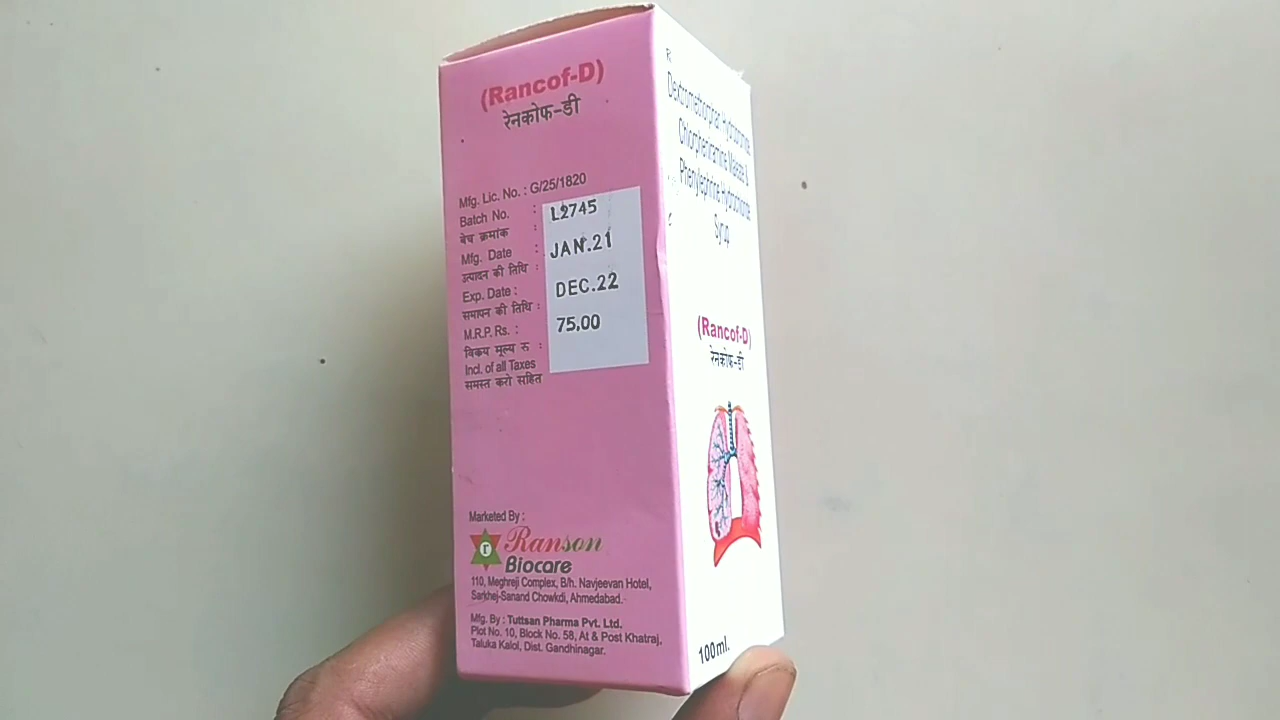 (Rancof-D)
रेनकोफ-डी
Mfg. Lic. No. : G/25/1820
Batch No. : L2745
बेच क्रमांक :
Mfg. Date : JAN.21
उत्पादन की तिथि :
Exp. Date : DEC.22
समापन की तिथि :
M.R.P. Rs. : 75.00
विक्रय मूल्य रु :
Incl. of all Taxes
समस्त करो सहित
Marketed By :
r
Ranson
Biocare
110, Meghreji Complex, B/h. Navjeevan Hotel,
Sarkhej-Sanand Chowkdi, Ahmedabad.
Mfg. By : Tuttsan Pharma Pvt. Ltd.
Plot No. 10, Block No. 58, At & Post Khatraj,
Taluka Kalol, Dist. Gandhinagar.
Dextromethorphan Hydrobromide
Chlorpheniramine Maleate &
Phenylephrine Hydrochloride
Syrup
(Rancof-D)
रेनकोफ-डी
100ml.